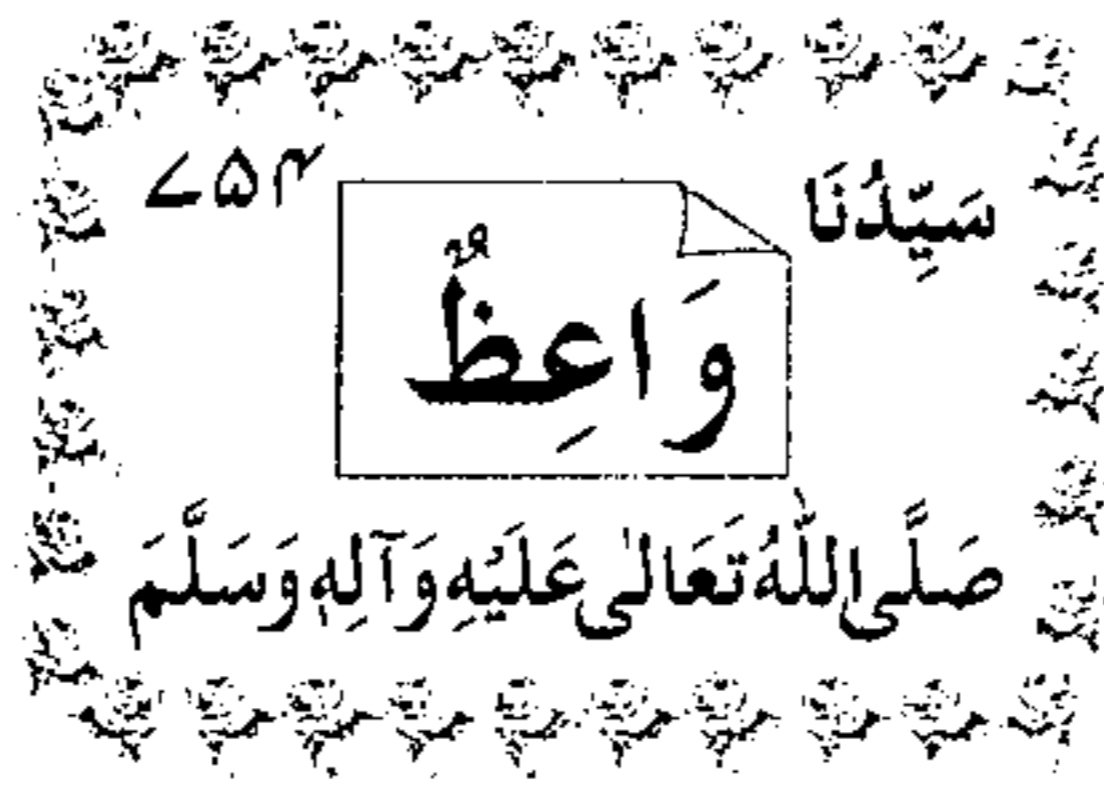 سَيِّدُنَا ۷۵۴
وَاعِظٌ
صَلَّی اللّٰهُ تَعَالٰی عَلَيْهِ وَآلِهٖ وَسَلَّمَ